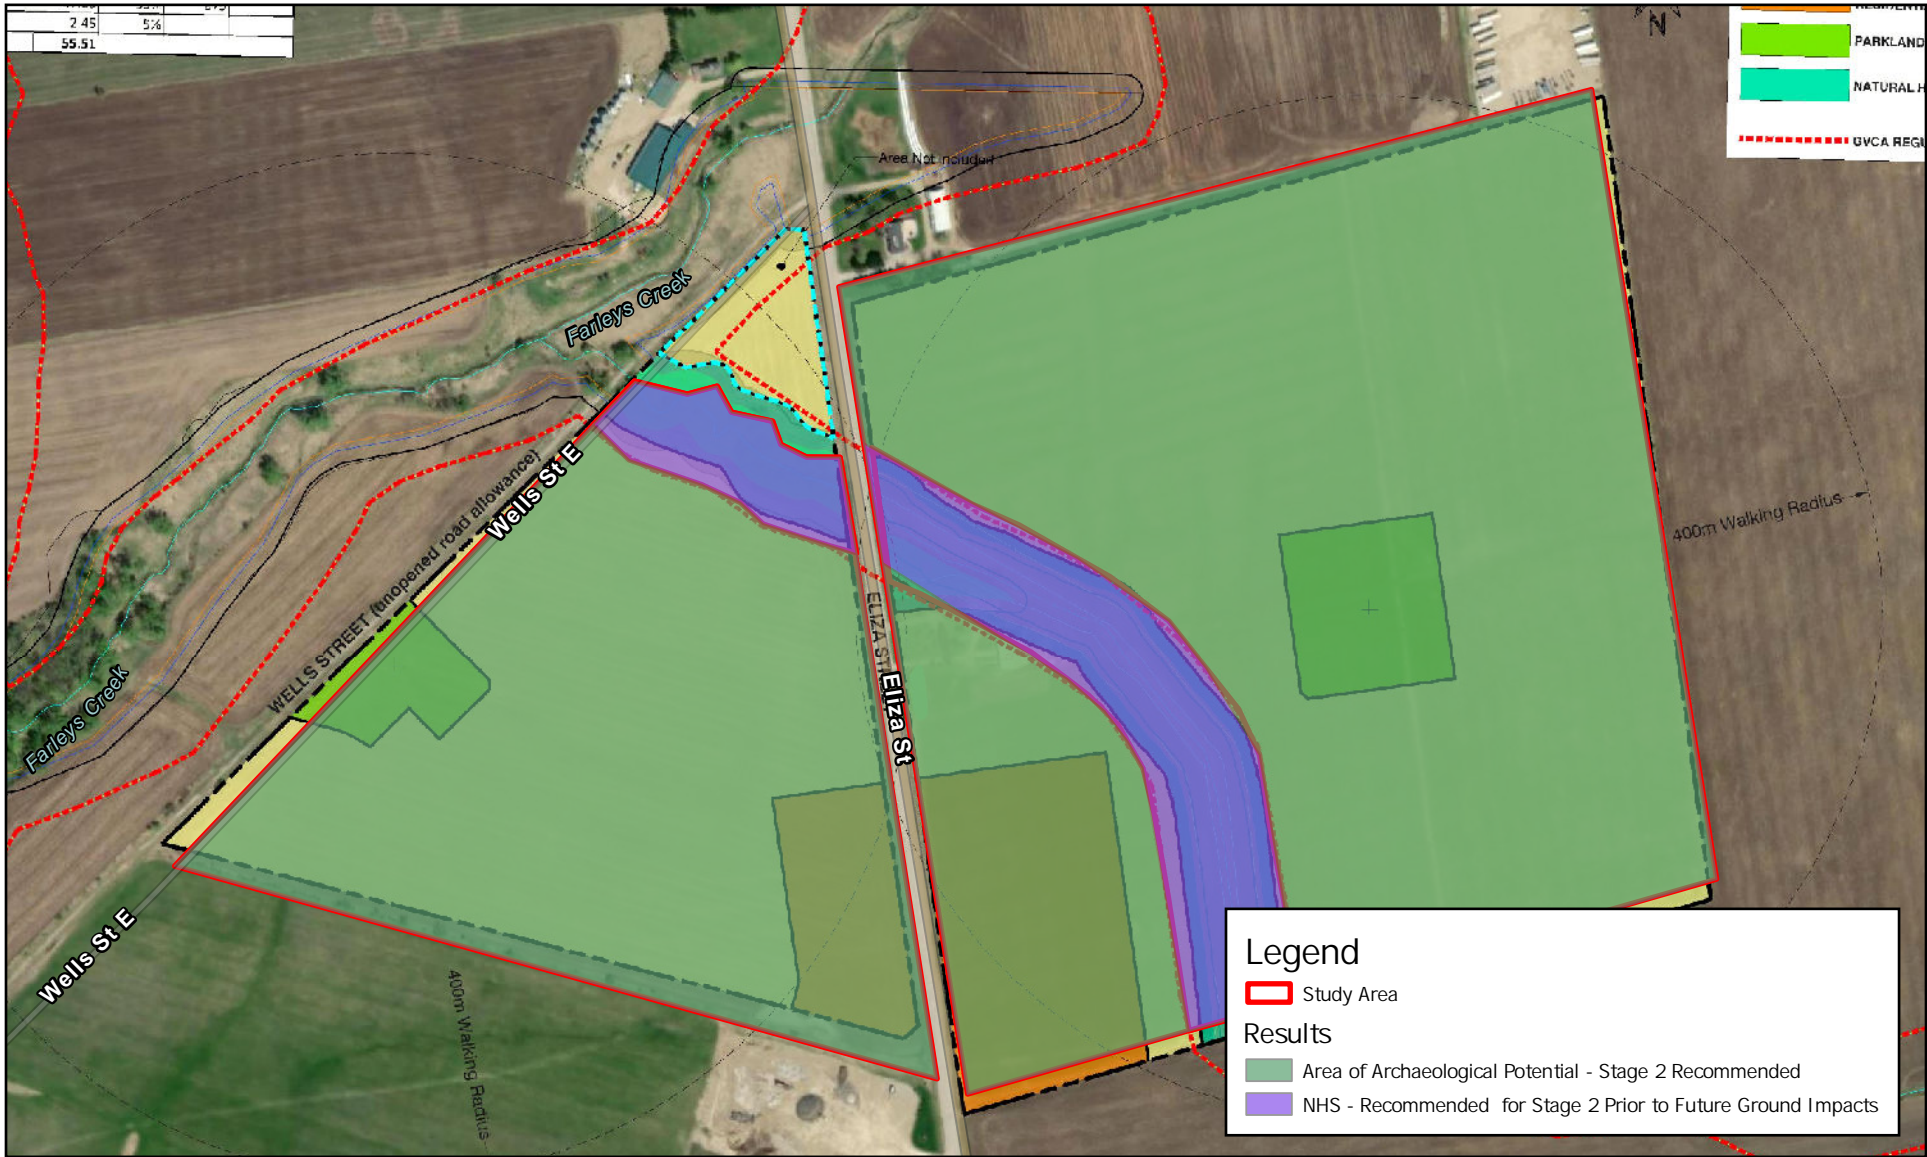 2.45 5%
55.51
N
PARKLAND
NATURAL H
GVCA REGU
Area Not Included
Farleys Creek
WELLS STREET (unopened road allowance)
Wells St E
400m Walking Radius
ELIZA ST
Eliza St
Farleys Creek
Wells St E
400m Walking Radius
Legend
Study Area
Results
Area of Archaeological Potential - Stage 2 Recommended
NHS - Recommended for Stage 2 Prior to Future Ground Impacts